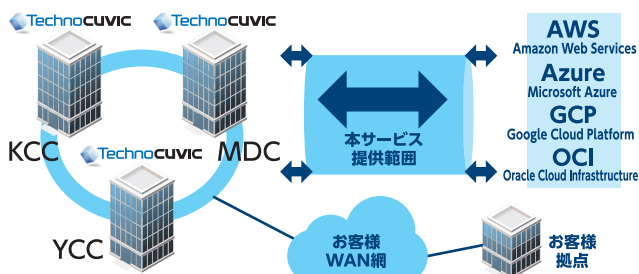 TechnoCUVIC
TechnoCUVIC
KCC
TechnoCUVIC
MDC
YCC
本サービス
提供範囲
AWS
Amazon Web Services
Azure
Microsoft Azure
GCP
Google Cloud Platform
OCI
Oracle Cloud Infrasttructure
お客様
WAN網
お客様
拠点